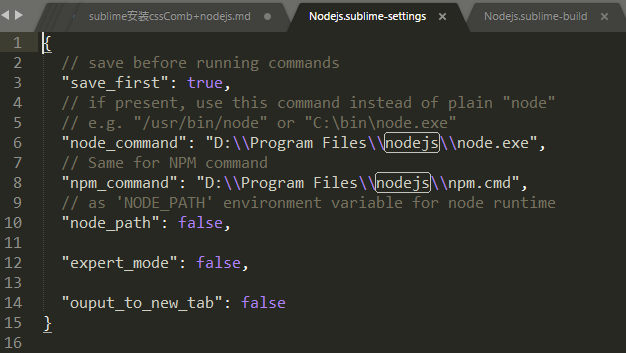 sublime安装cssComb+nodejs.md
Nodejs.sublime-settings
Nodejs.sublime-build
1 {
2 // save before running commands
3 "save_first": true,
4 // if present, use this command instead of plain "node"
5 // e.g. "/usr/bin/node" or "C:\bin\node.exe"
6 "node_command": "D:\\Program Files\\nodejs\\node.exe",
7 // Same for NPM command
8 "npm_command": "D:\\Program Files\\nodejs\\npm.cmd",
9 // as 'NODE_PATH' environment variable for node runtime
10 "node_path": false,
11
12 "expert_mode": false,
13
14 "ouput_to_new_tab": false
15 }
16